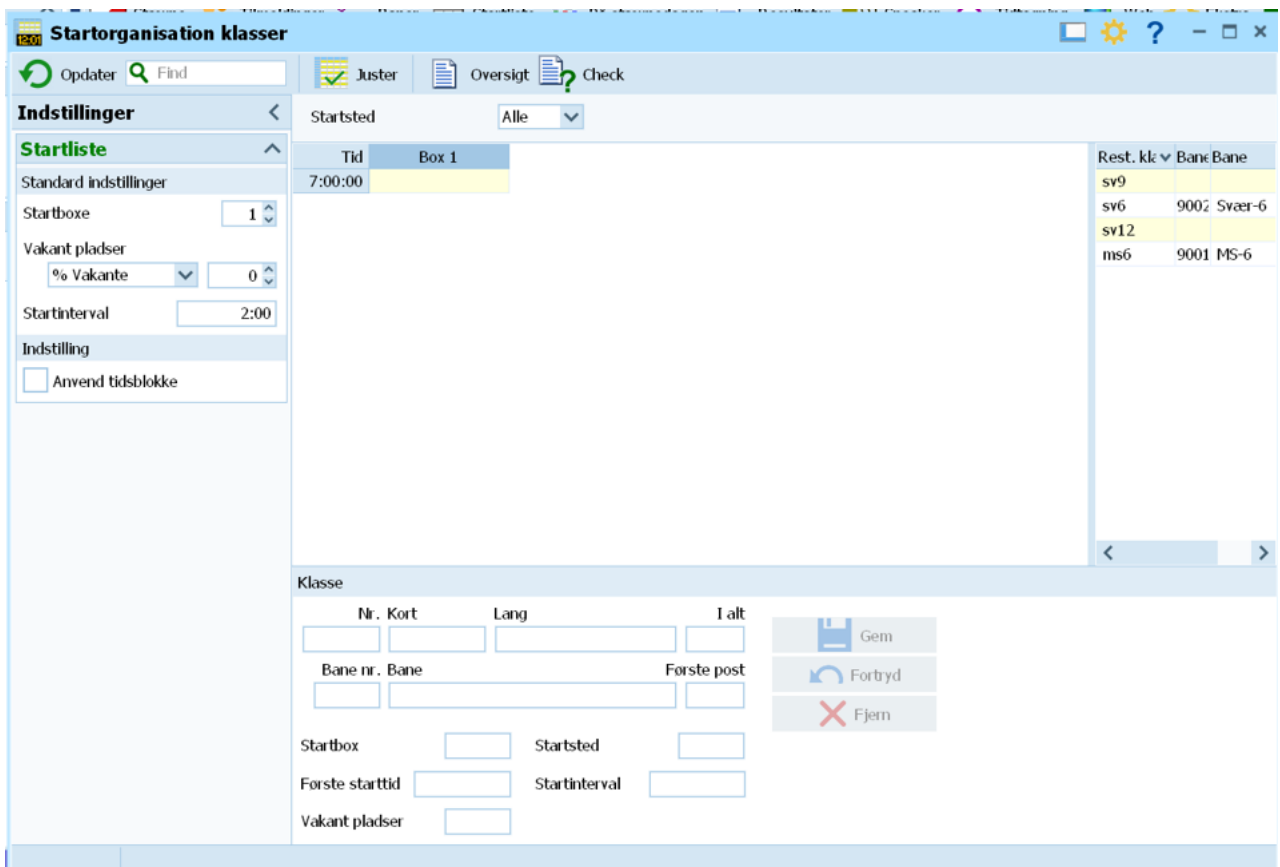 12:01 Startorganisation klasser ?
Opdater Find Juster Oversigt Check
Indstillinger
Startsted Alle
Startliste
Tid Box 1 Rest. kla Bane Bane
Standard indstillinger 7:00:00 sv9
Startboxe 1 sv6 9002 Svær-6
sv12
Vakant pladser
ms6 9001 MS-6
% Vakante 0
Startinterval 2:00
Indstilling
Anvend tidsblokke
Klasse
Nr. Kort Lang I alt
Gem
Bane nr. Bane Første post
Fortryd
Fjern
Startbox Startsted
Første starttid Startinterval
Vakant pladser